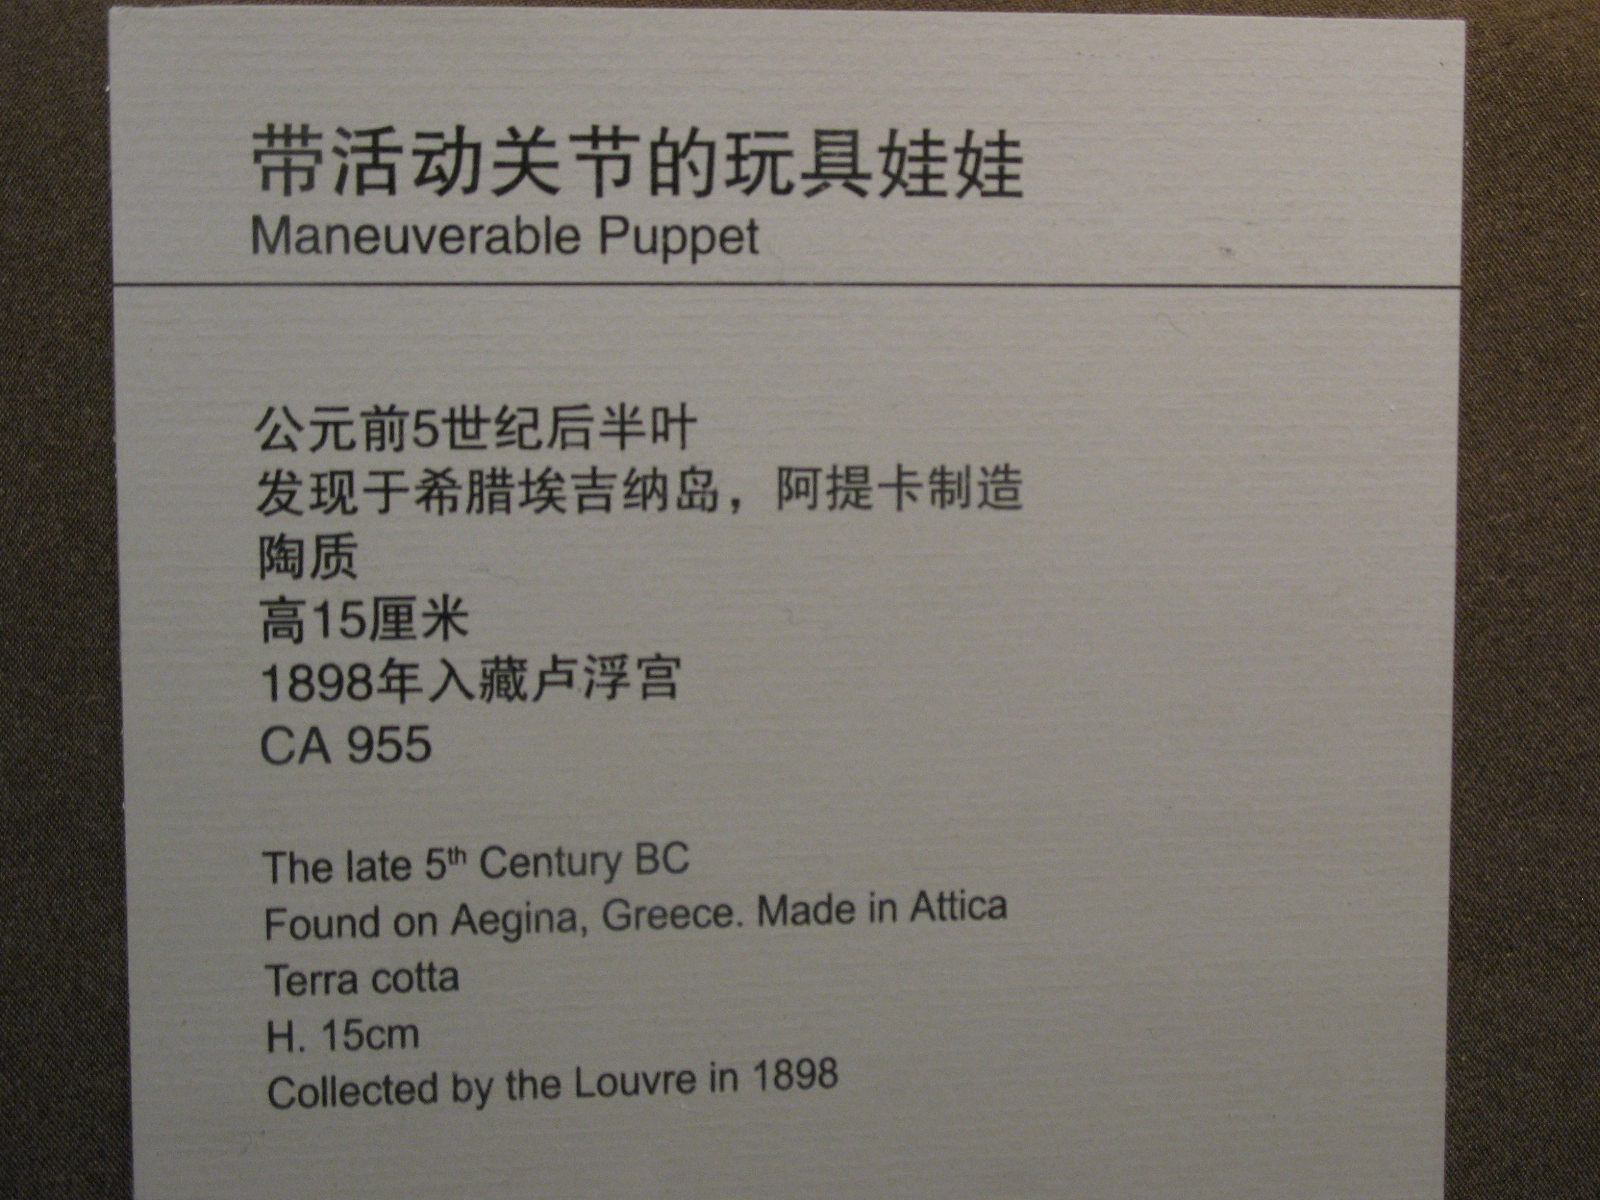 带活动关节的玩具娃娃
Maneuverable Puppet
公元前5世纪后半叶
发现于希腊埃吉纳岛，阿提卡制造
陶质
高15厘米
1898年入藏卢浮宫
CA 955
The late 5th Century BC
Found on Aegina, Greece. Made in Attica
Terra cotta
H. 15cm
Collected by the Louvre in 1898